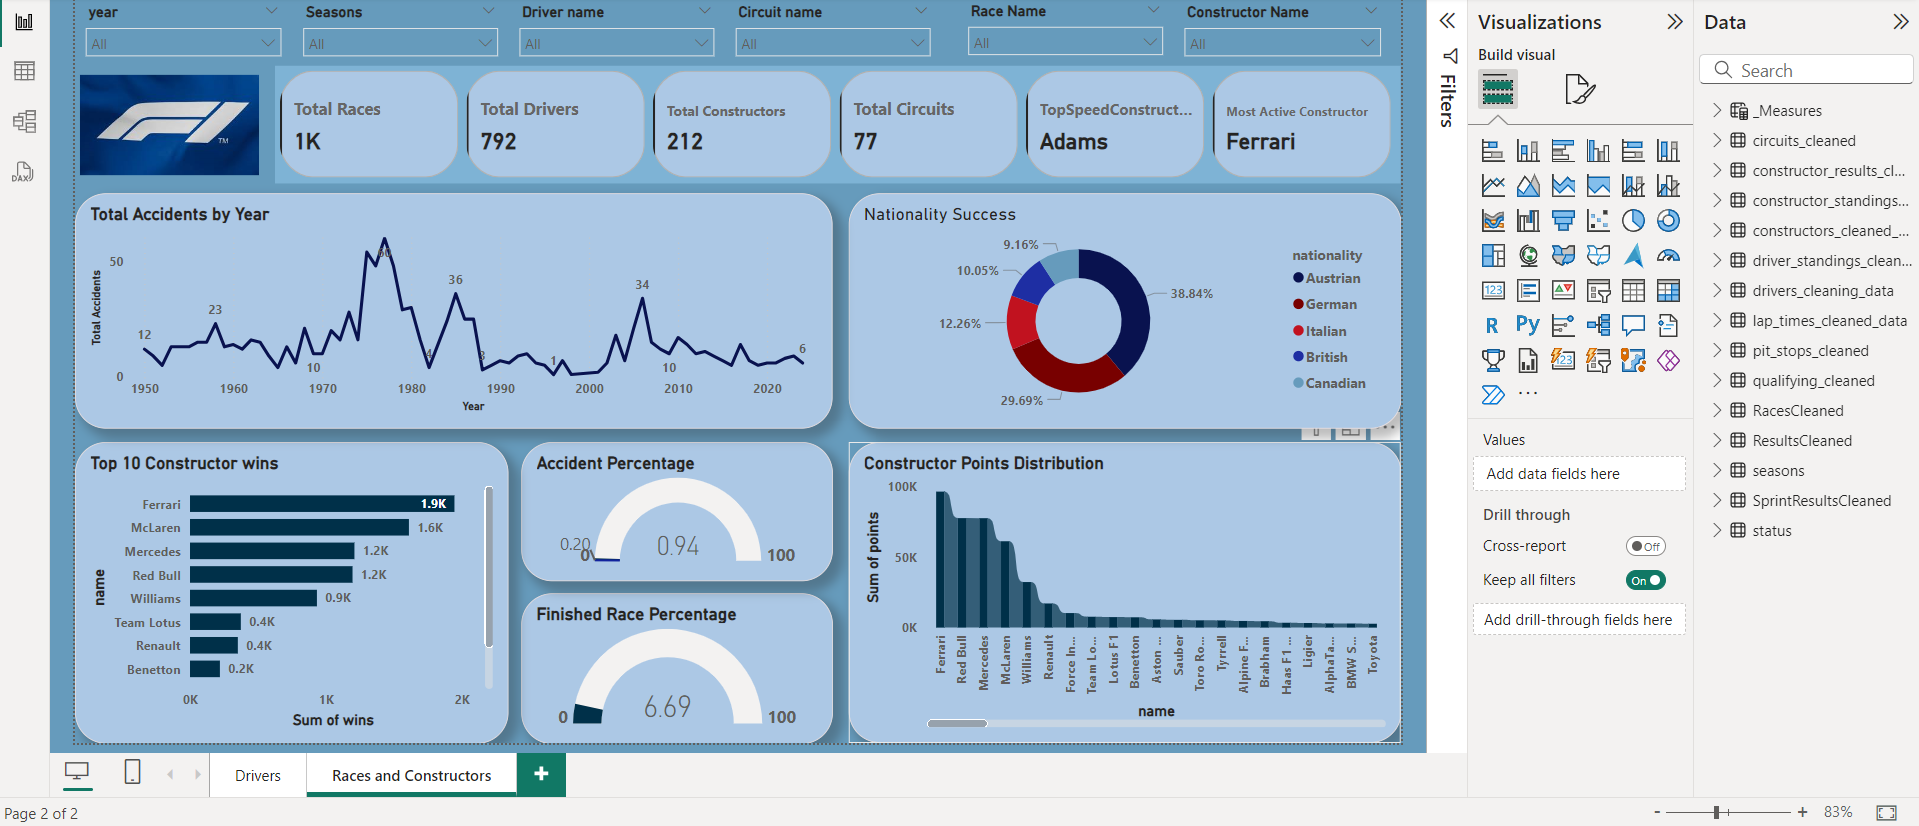 year
Seasons
Driver name
Circuit name
Race Name
Constructor Name
All
All
All
All
All
All
F1
TM
Total Races
1K
Total Drivers
792
Total Constructors
212
Total Circuits
77
TopSpeedConstruct...
Adams
Most Active Constructor
Ferrari
Total Accidents by Year
Total Accidents
50
0
12
23
10
60
4
36
3
1
34
10
6
1950
1960
1970
1980
1990
2000
2010
2020
Year
Nationality Success
9.16%
10.05%
12.26%
29.69%
38.84%
nationality
Austrian
German
Italian
British
Canadian
Top 10 Constructor wins
name
Ferrari 1.9K
McLaren 1.6K
Mercedes 1.2K
Red Bull 1.2K
Williams 0.9K
Team Lotus 0.4K
Renault 0.4K
Benetton 0.2K
0K
1K
2K
Sum of wins
Accident Percentage
0.20
0
0.94
100
Finished Race Percentage
0
6.69
100
Constructor Points Distribution
Sum of points
100K
50K
0K
Ferrari
Red Bull
Mercedes
McLaren
Williams
Renault
Force In...
Team Lo...
Lotus F1
Benetton
Aston ...
Sauber
Toro Ro...
Tyrrell
Alpine F...
Brabham
Haas F1 ...
Ligier
AlphaTa...
BMW S...
Toyota
name
Drivers
Races and Constructors
+
Page 2 of 2
Filters
Visualizations
Build visual
123
123
R
Py
...
Values
Add data fields here
Drill through
Cross-report
Off
Keep all filters
On
Add drill-through fields here
Data
Search
_Measures
circuits_cleaned
constructor_results_cl...
constructor_standings...
constructors_cleaned_...
driver_standings_clean...
drivers_cleaning_data
lap_times_cleaned_data
pit_stops_cleaned
qualifying_cleaned
RacesCleaned
ResultsCleaned
seasons
SprintResultsCleaned
status
DAX
- + 83%